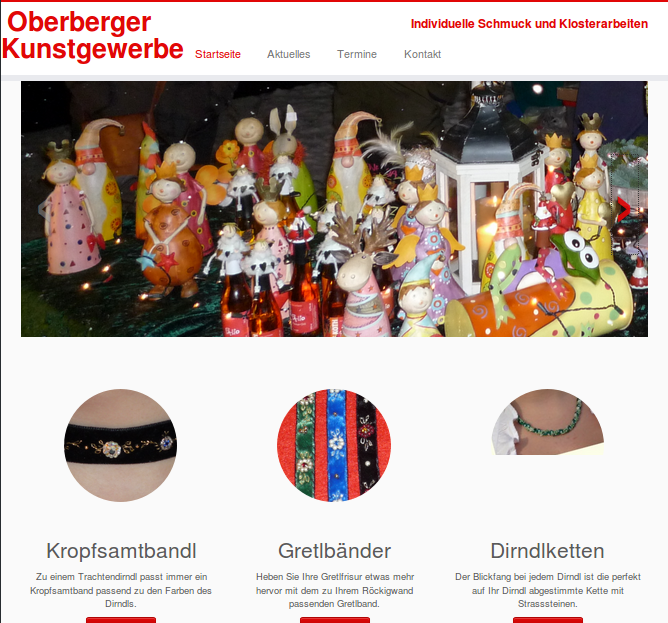 Oberberger
Kunstgewerbe
Individuelle Schmuck und Klosterarbeiten
Startseite Aktuelles Termine Kontakt
Kropfsamtbandl
Zu einem Trachtendirndl passt immer ein
Kropfsamtband passend zu den Farben des
Dirndls.
Gretlbänder
Heben Sie Ihre Gretlfrisur etwas mehr
hervor mit dem zu Ihrem Röckigwand
passenden Gretlband.
Dirndlketten
Der Blickfang bei jedem Dirndl ist die perfekt
auf Ihr Dirndl abgestimmte Kette mit
Strasssteinen.